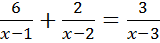 6/(x−1) + 2/(x−2) = 3/(x−3)